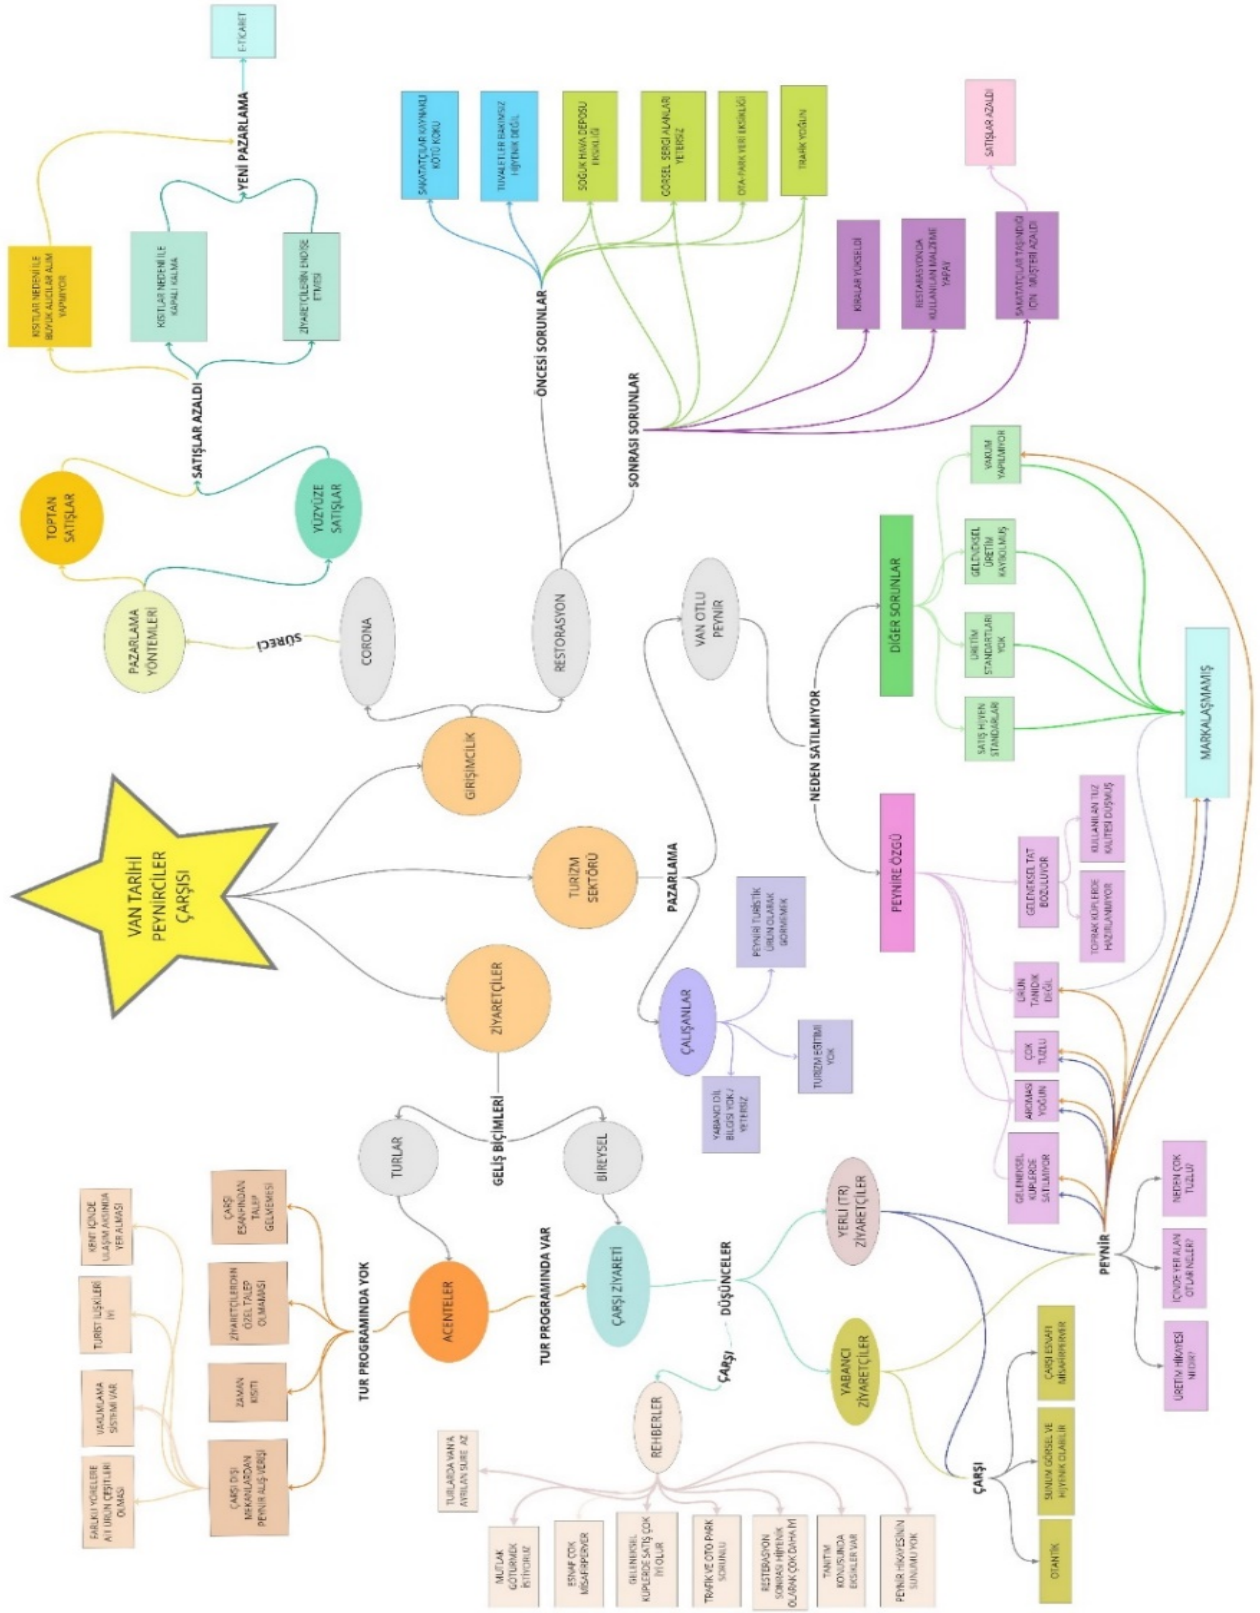 VAN TARİHİ
PEYNİRCİLER
ÇARŞISI
ZİYARETÇİLER
TURİZM
SEKTÖRÜ
GİRİŞİMCİLİK
GELİŞ BİÇİMLERİ
TURLAR
BİREYSEL
ACENTELER
ÇARŞI ZİYARETİ
TUR PROGRAMINDA YOK
TUR PROGRAMINDA VAR
ÇARŞI
ESANFINDAN
TALEP
GELMEMESİ
ZİYARETÇİLERDEN
ÖZEL TALEP
OLMAMASI
ZAMAN
KISITI
ÇARŞI DIŞI
MEKANLARDAN
PEYNİR ALIŞ-VERİŞİ
KENT İÇİNDE
ULAŞIM AKSINDA
YER ALMASI
TURİST İLİŞKİLERİ
İYİ
VAKUMLAMA
SİSTEMİ VAR
FARLKLI YÖRELERE
AİT ÜRÜN ÇEŞİTLERİ
OLMASI
ÇARŞI
DÜŞÜNCELER
REHBERLER
TURLARDA VAN'A
AYRILAN SURE AZ
MUTLAK
GÖTÜRMEK
İSTİYORUZ
ESNAF ÇOK
MİSAFİRPERVER
GELENEKSEL
KÜPLERDE SATIŞ ÇOK
İYİ OLUR
TRAFİK VE OTO PARK
SORUNLU
RESTERASYON
SONRASI HİJYENİK
OLARAK ÇOK DAHA İYİ
TANITIM
KONUSUNDA
EKSİKLER VAR
PEYNİR HİKAYESİNİN
SUNUMU YOK
YABANCI
ZİYARETÇİLER
YERLİ (TR)
ZİYARETÇİLER
ÇARŞI
OTANTİK
SUNUM GÖRSEL VE
HİJYENİK OLABİLİR
ÇARŞI ESNAFI
MİSAFİRPERVER
PEYNİR
ÜRETİM HİKAYESİ
NEDİR?
İÇİNDE YER ALAN
OTLAR NELER?
NEDEN ÇOK
TUZLU?
PAZARLAMA
ÇALIŞANLAR
YABANCI DİL
BİLGİSİ YOK /
YETERSİZ
TURİZM EĞİTİMİ
YOK
PEYNİRİ TURİSTİK
ÜRÜN OLARAK
GÖRMEMEK
VAN OTLU
PEYNİR
NEDEN SATILMIYOR
PEYNİRE ÖZGÜ
GELENEKSEL
KÜPLERDE
SATILMIYOR
AROMASI
YOĞUN
ÇOK
TUZLU
ÜRÜN
TANIDIK
DEĞİL
GELENEKSEL TAT
BOZULUYOR
TOPRAK KÜPLERDE
HAZIRLANMIYOR
KULLANILAN TUZ
KALİTESİ DÜŞMÜŞ
DİĞER SORUNLAR
SATIŞ HİJYEN
STANDARLARI
ÜRETİM
STANDARTLARI
YOK
GELENEKSEL
ÜRETİM
KAYBOLMUŞ
VAKUM
YAPILMIYOR
MARKALAŞMAMIŞ
CORONA
SÜRECİ
PAZARLAMA
YÖNTEMLERİ
TOPTAN
SATIŞLAR
YÜZYÜZE
SATIŞLAR
SATIŞLAR AZALDI
KISITLAR NEDENİ İLE
BÜYÜK ALICILAR ALIM
YAPMIYOR
KISITLAR NEDENİ İLE
KAPALI KALMA
ZİYARETÇİLERİN ENDİŞE
ETMESİ
YENİ PAZARLAMA
E-TİCARET
RESTORASYON
ÖNCESİ SORUNLAR
SAKATATÇILAR KAYNAKLI
KÖTÜ KOKU
TUVALETLER BAKIMSIZ
HİJYENİK DEĞİL
SOĞUK HAVA DEPOSU
EKSİKLİĞİ
GÖRSEL SERGİ ALANLARI
YETERSİZ
OTA-PARK YERİ EKSİKLİĞİ
TRAFİK YOĞUN
SONRASI SORUNLAR
KİRALAR YÜKSELDİ
RESTARASYONDA
KULLANILAN MALZEME
YAPAY
SAKATATÇILAR TAŞINDIĞI
İÇİN MÜŞTERİ AZALDI
SATIŞLAR AZALDI